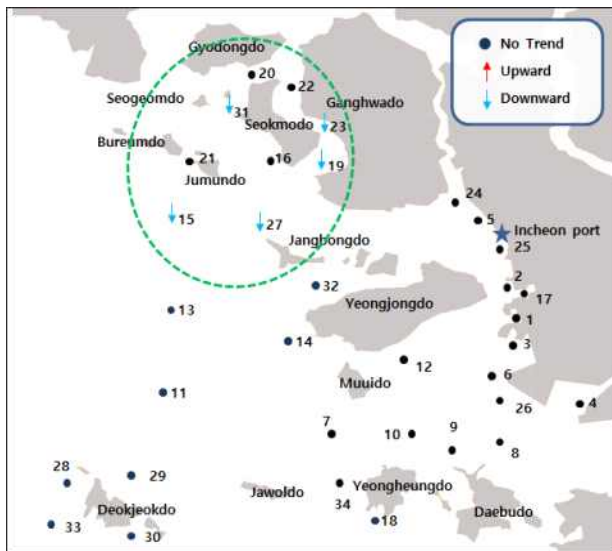 No Trend
Upward
Downward
Gyodongdo
20
22
Seogeomdo
31
Ganghwado
Seokmodo
23
Bureumdo
21
16
19
Jumundo
24
15
27
5
Incheon port
Jangbongdo
25
32
2
17
Yeongjongdo
13
1
14
3
12
Muuido
6
11
26
4
7
10
9
8
28
29
Jawoldo
34
Yeongheungdo
Deokjeokdo
Daebudo
33
30
18